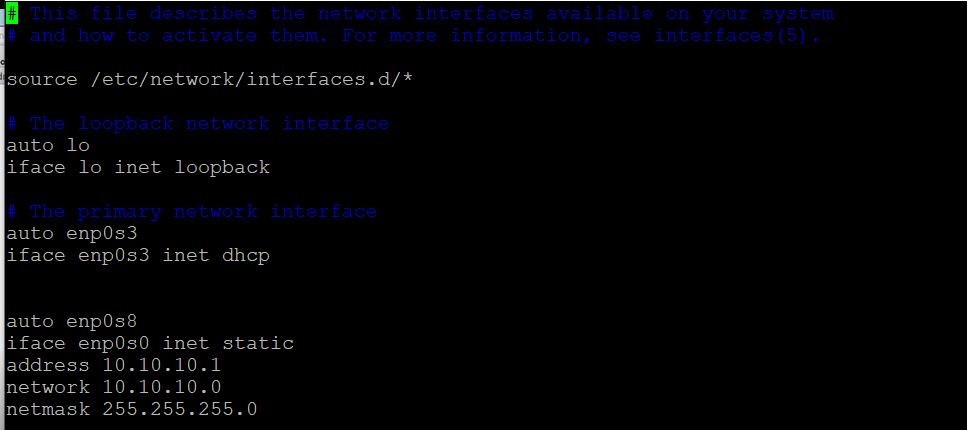 # This file describes the network interfaces available on your system
# and how to activate them. For more information, see interfaces(5).
source /etc/network/interfaces.d/*
# The loopback network interface
auto lo
iface lo inet loopback
# The primary network interface
auto enp0s3
iface enp0s3 inet dhcp
auto enp0s8
iface enp0s0 inet static
address 10.10.10.1
network 10.10.10.0
netmask 255.255.255.0